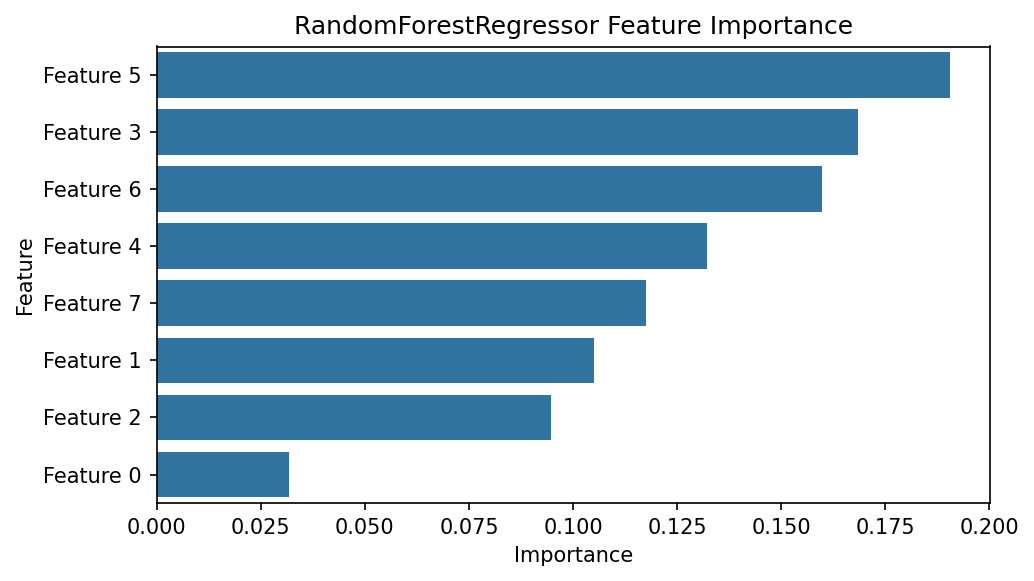 RandomForestRegressor Feature Importance
Feature
Feature 5
Feature 3
Feature 6
Feature 4
Feature 7
Feature 1
Feature 2
Feature 0
0.000 0.025 0.050 0.075 0.100 0.125 0.150 0.175 0.200
Importance